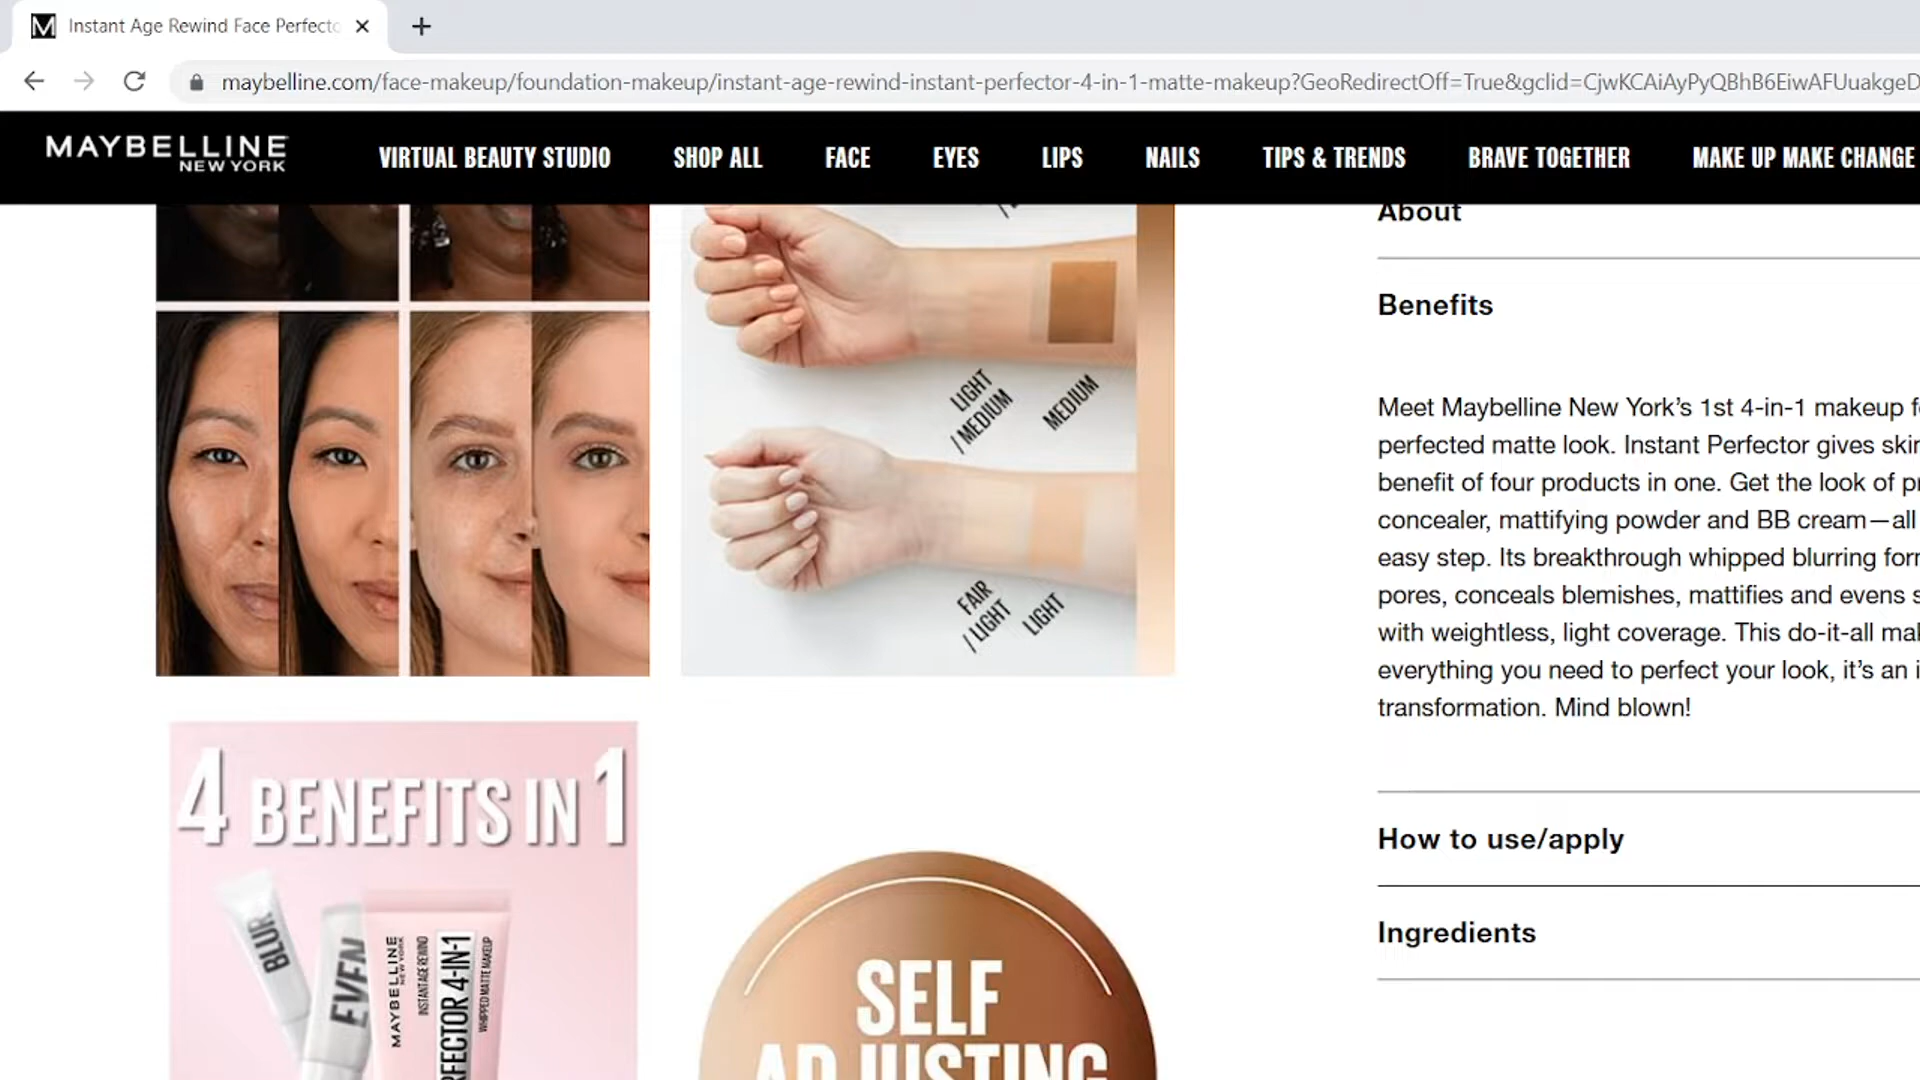 Instant Age Rewind Face Perfecto
maybelline.com/face-makeup/foundation-makeup/instant-age-rewind-instant-perfector-4-in-1-matte-makeup?GeoRedirectOff=True&gclid=CjwKCAiAyPyQBhB6EiwAFUuakgeD
MAYBELLINE
NEW YORK
VIRTUAL BEAUTY STUDIO SHOP ALL FACE EYES LIPS NAILS TIPS & TRENDS BRAVE TOGETHER MAKE UP MAKE CHANGE
LIGHT
/ MEDIUM
MEDIUM
FAIR
/ LIGHT
LIGHT
4 BENEFITS IN 1
BLUR
EVEN
MAYBELLINE
NEW YORK
INSTANT AGE REWIND
RFECTOR 4-IN-1
WHIPPED MATTE MAKEUP
SELF
ADJUSTING
About
Benefits
Meet Maybelline New York’s 1st 4-in-1 makeup
perfected matte look. Instant Perfector gives
benefit of four products in one. Get the look of
concealer, mattifying powder and BB cream—all
easy step. Its breakthrough whipped blurring
pores, conceals blemishes, mattifies and evens
with weightless, light coverage. This do-it-all
everything you need to perfect your look, it’s an
transformation. Mind blown!
How to use/apply
Ingredients